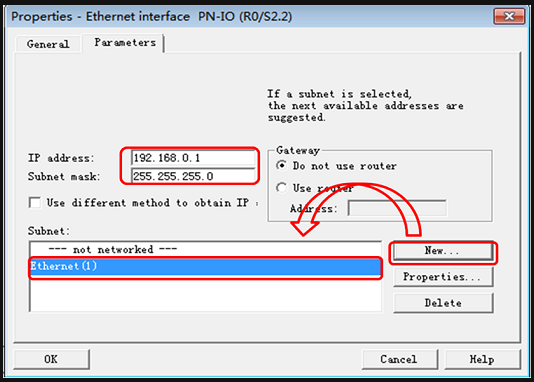 Properties - Ethernet interface PN-IO (R0/S2.2)
General
Parameters
If a subnet is selected,
the next available addresses are
suggested.
IP address:
192.168.0.1
Subnet mask:
255.255.255.0
Gateway
Do not use router
Use router
Address:
Use different method to obtain IP
Subnet:
--- not networked ---
Ethernet(1)
New...
Properties...
Delete
OK
Cancel
Help